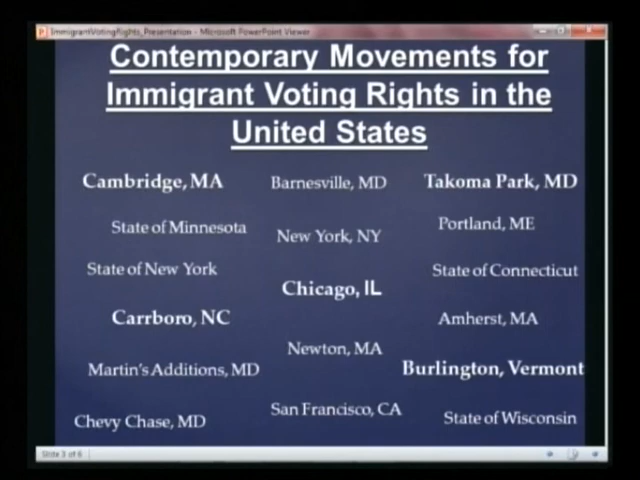 ImmigrantVotingRights_Presentation - Microsoft PowerPoint Viewer
Contemporary Movements for
Immigrant Voting Rights in the
United States
Cambridge, MA
Barnesville, MD
Takoma Park, MD
State of Minnesota
New York, NY
Portland, ME
State of New York
Chicago, IL
State of Connecticut
Carrboro, NC
Newton, MA
Amherst, MA
Martin's Additions, MD
Burlington, Vermont
Chevy Chase, MD
San Francisco, CA
State of Wisconsin
Slide 3 of 6